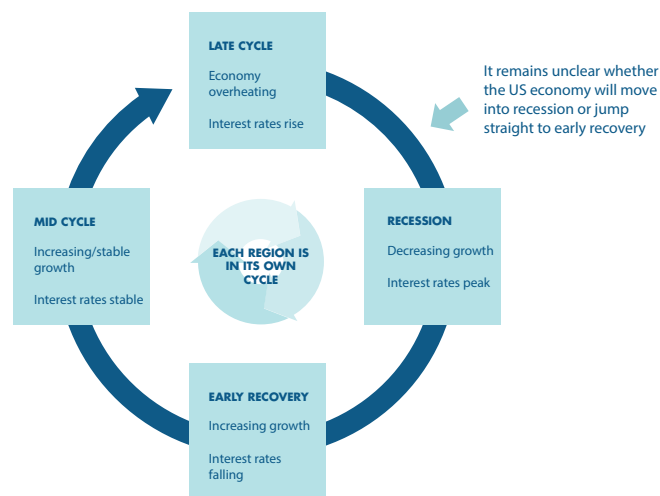 LATE CYCLE
Economy
overheating
Interest rates rise
It remains unclear whether
the US economy will move
into recession or jump
straight to early recovery
MID CYCLE
Increasing/stable
growth
Interest rates stable
EACH REGION IS
IN ITS OWN
CYCLE
RECESSION
Decreasing growth
Interest rates peak
EARLY RECOVERY
Increasing growth
Interest rates
falling